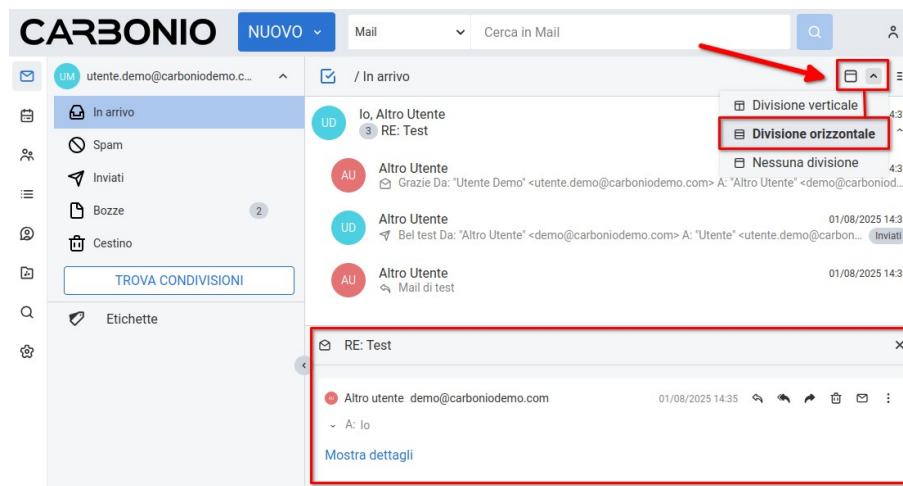 CARBONIO
NUOVO
Mail
Cerca in Mail
UM
utente.demo@carboniodemo.c...
/ In arrivo
In arrivo
Spam
Inviati
Bozze
2
Cestino
TROVA CONDIVISIONI
Etichette
Divisione verticale
Divisione orizzontale
Nessuna divisione
UD
Io, Altro Utente
4:3
3
RE: Test
AU
Altro Utente
4:3
Grazie Da: "Utente Demo" <utente.demo@carboniodemo.com> A: "Altro Utente" <demo@carboniod...
UD
Altro Utente
01/08/2025 14:3
Bel test Da: "Altro Utente" <demo@carboniodemo.com> A: "Utente" <utente.demo@carbon...
Inviati
AU
Altro Utente
01/08/2025 14:3
Mail di test
RE: Test
Altro utente demo@carboniodemo.com
01/08/2025 14:35
A: Io
Mostra dettagli